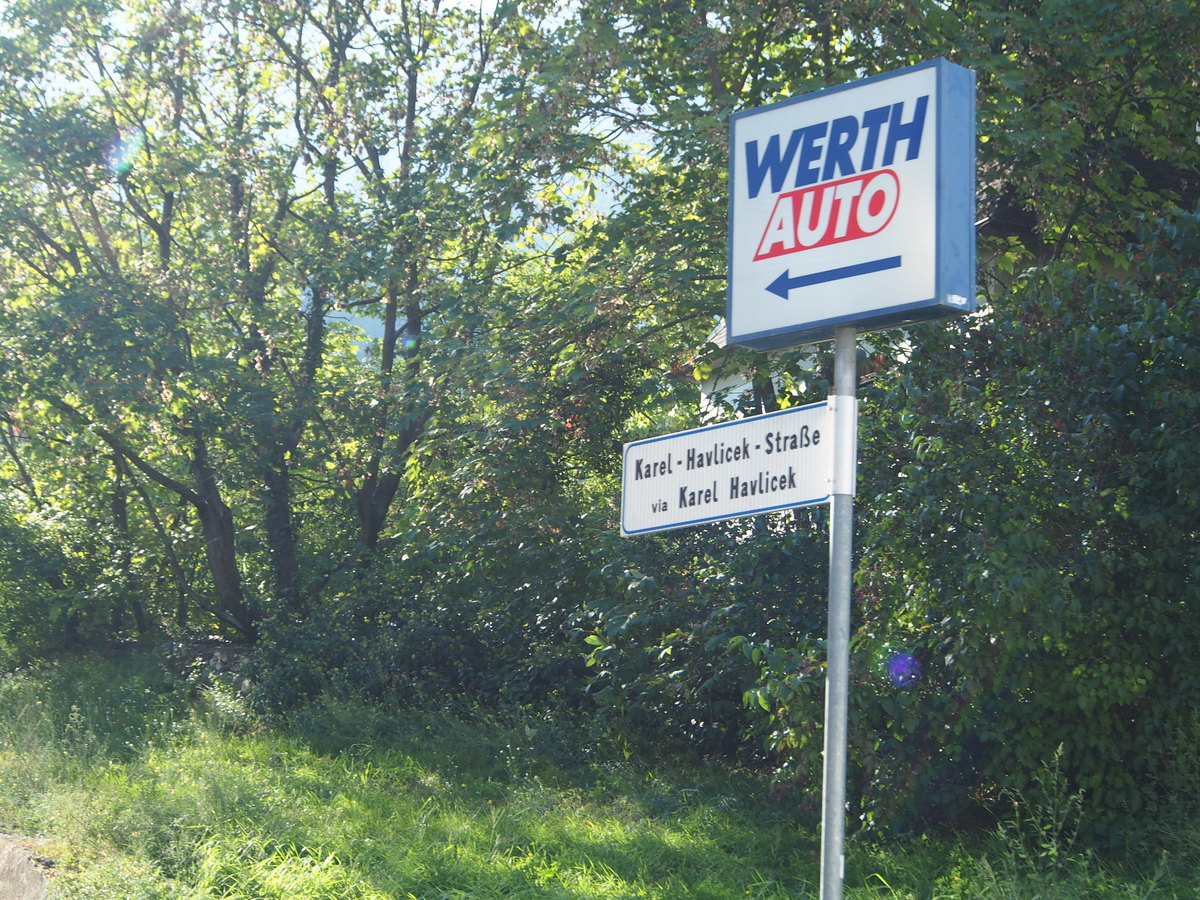 WERTH
AUTO
Karel-Havlicek-Straße
via Karel Havlicek